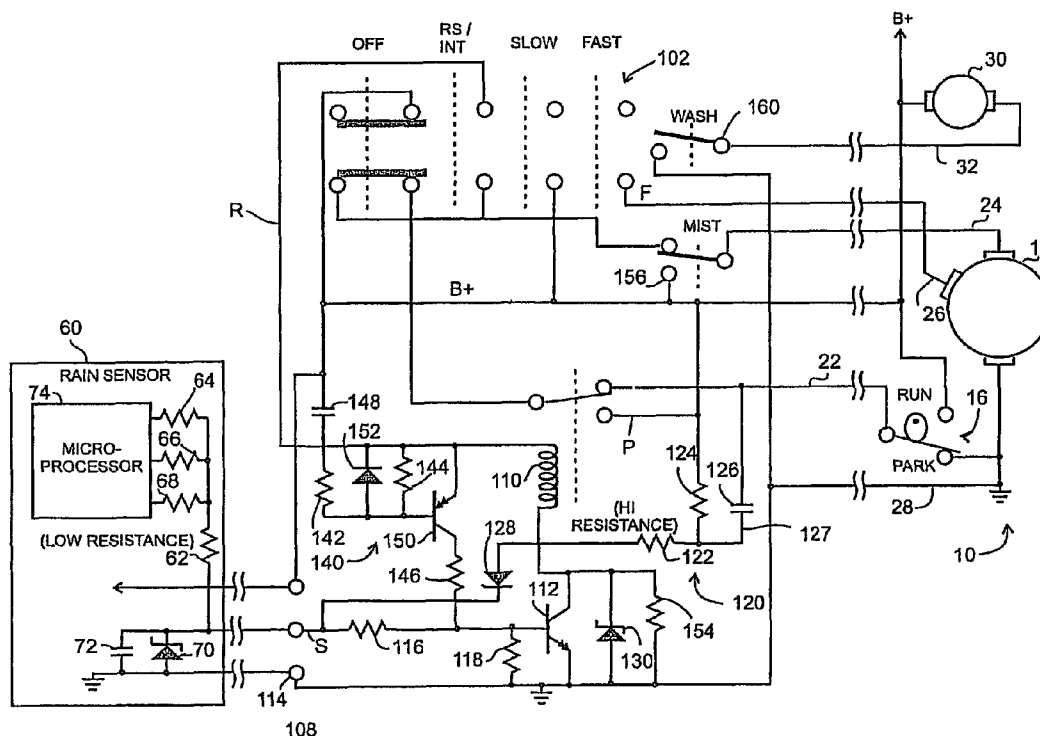 B+
30
OFF
RS / INT
SLOW
FAST
102
WASH
160
32
R
F
24
MIST
1
156
B+
26
60
RAIN SENSOR
64
74
MICRO-PROCESSOR
66
68
(LOW RESISTANCE)
62
148
152
144
110
22
RUN
16
P
PARK
124
126
(HI RESISTANCE)
127
28
142
140
150
128
122
10
146
112
120
154
S
116
118
130
72
70
114
108